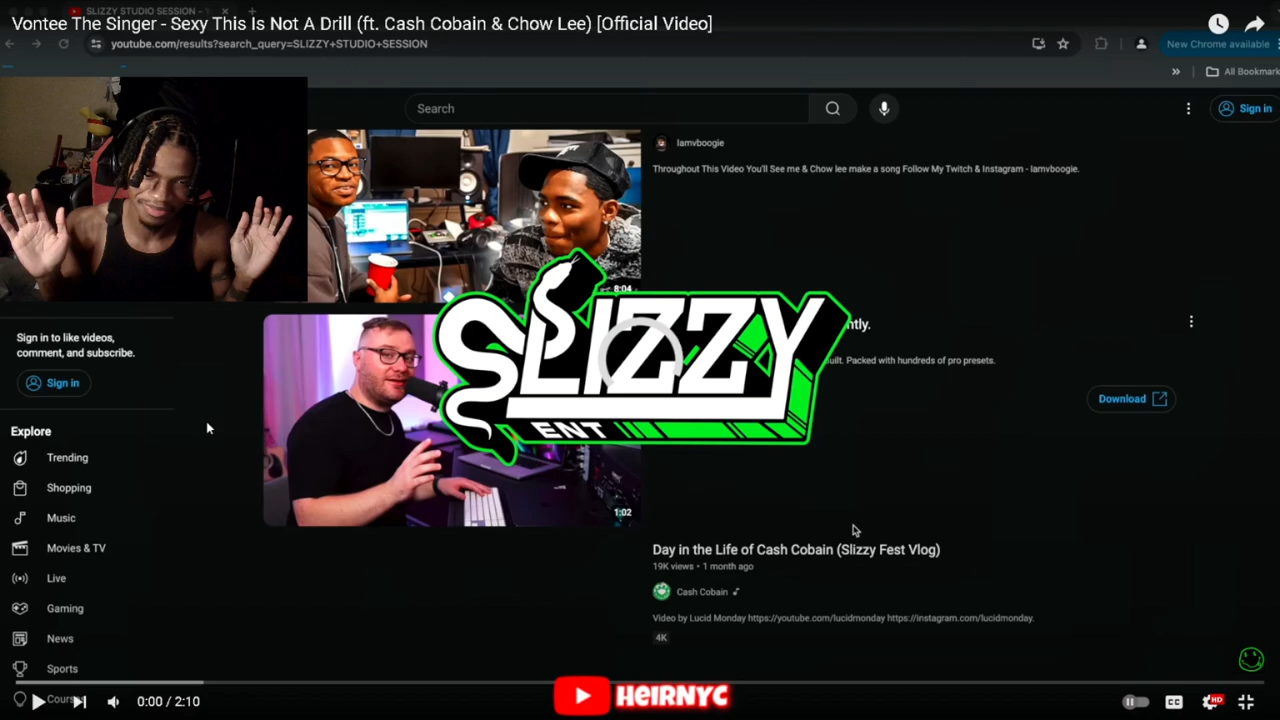 SLIZZY STUDIO SESSION -
Vontee The Singer - Sexy This Is Not A Drill (ft. Cash Cobain & Chow Lee) [Official Video]
youtube.com/results?search_query=SLIZZY+STUDIO+SESSION
New Chrome available
All Bookmark
Search
Sign in
Iamvboogie
Throughout This Video You'll See me & Chow lee make a song Follow My Twitch & Instagram - Iamvboogie.
8:04
SLIZZY
ENT
ntly.
uilt. Packed with hundreds of pro presets.
Download
Sign in to like videos,
comment, and subscribe.
Sign in
Explore
Trending
Shopping
Music
Movies & TV
Live
Gaming
News
Sports
Cours
1:02
Day in the Life of Cash Cobain (Slizzy Fest Vlog)
19K views • 1 month ago
Cash Cobain
Video by Lucid Monday https://youtube.com/lucidmonday https://instagram.com/lucidmonday.
4K
0:00 / 2:10
HEIRNYC
CC
HD